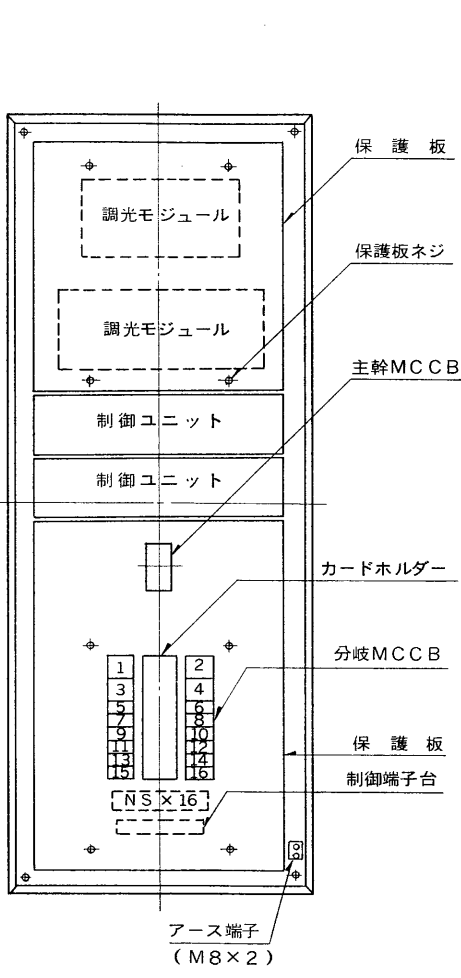 保護板
調光モジュール
保護板ネジ
調光モジュール
主幹MCCB
制御ユニット
制御ユニット
カードホルダー
分岐MCCB
1 2
3 4
5 6
7 8
9 10
11 12
13 14
15 16
保護板
制御端子台
NS×16
アース端子
(M8×2)